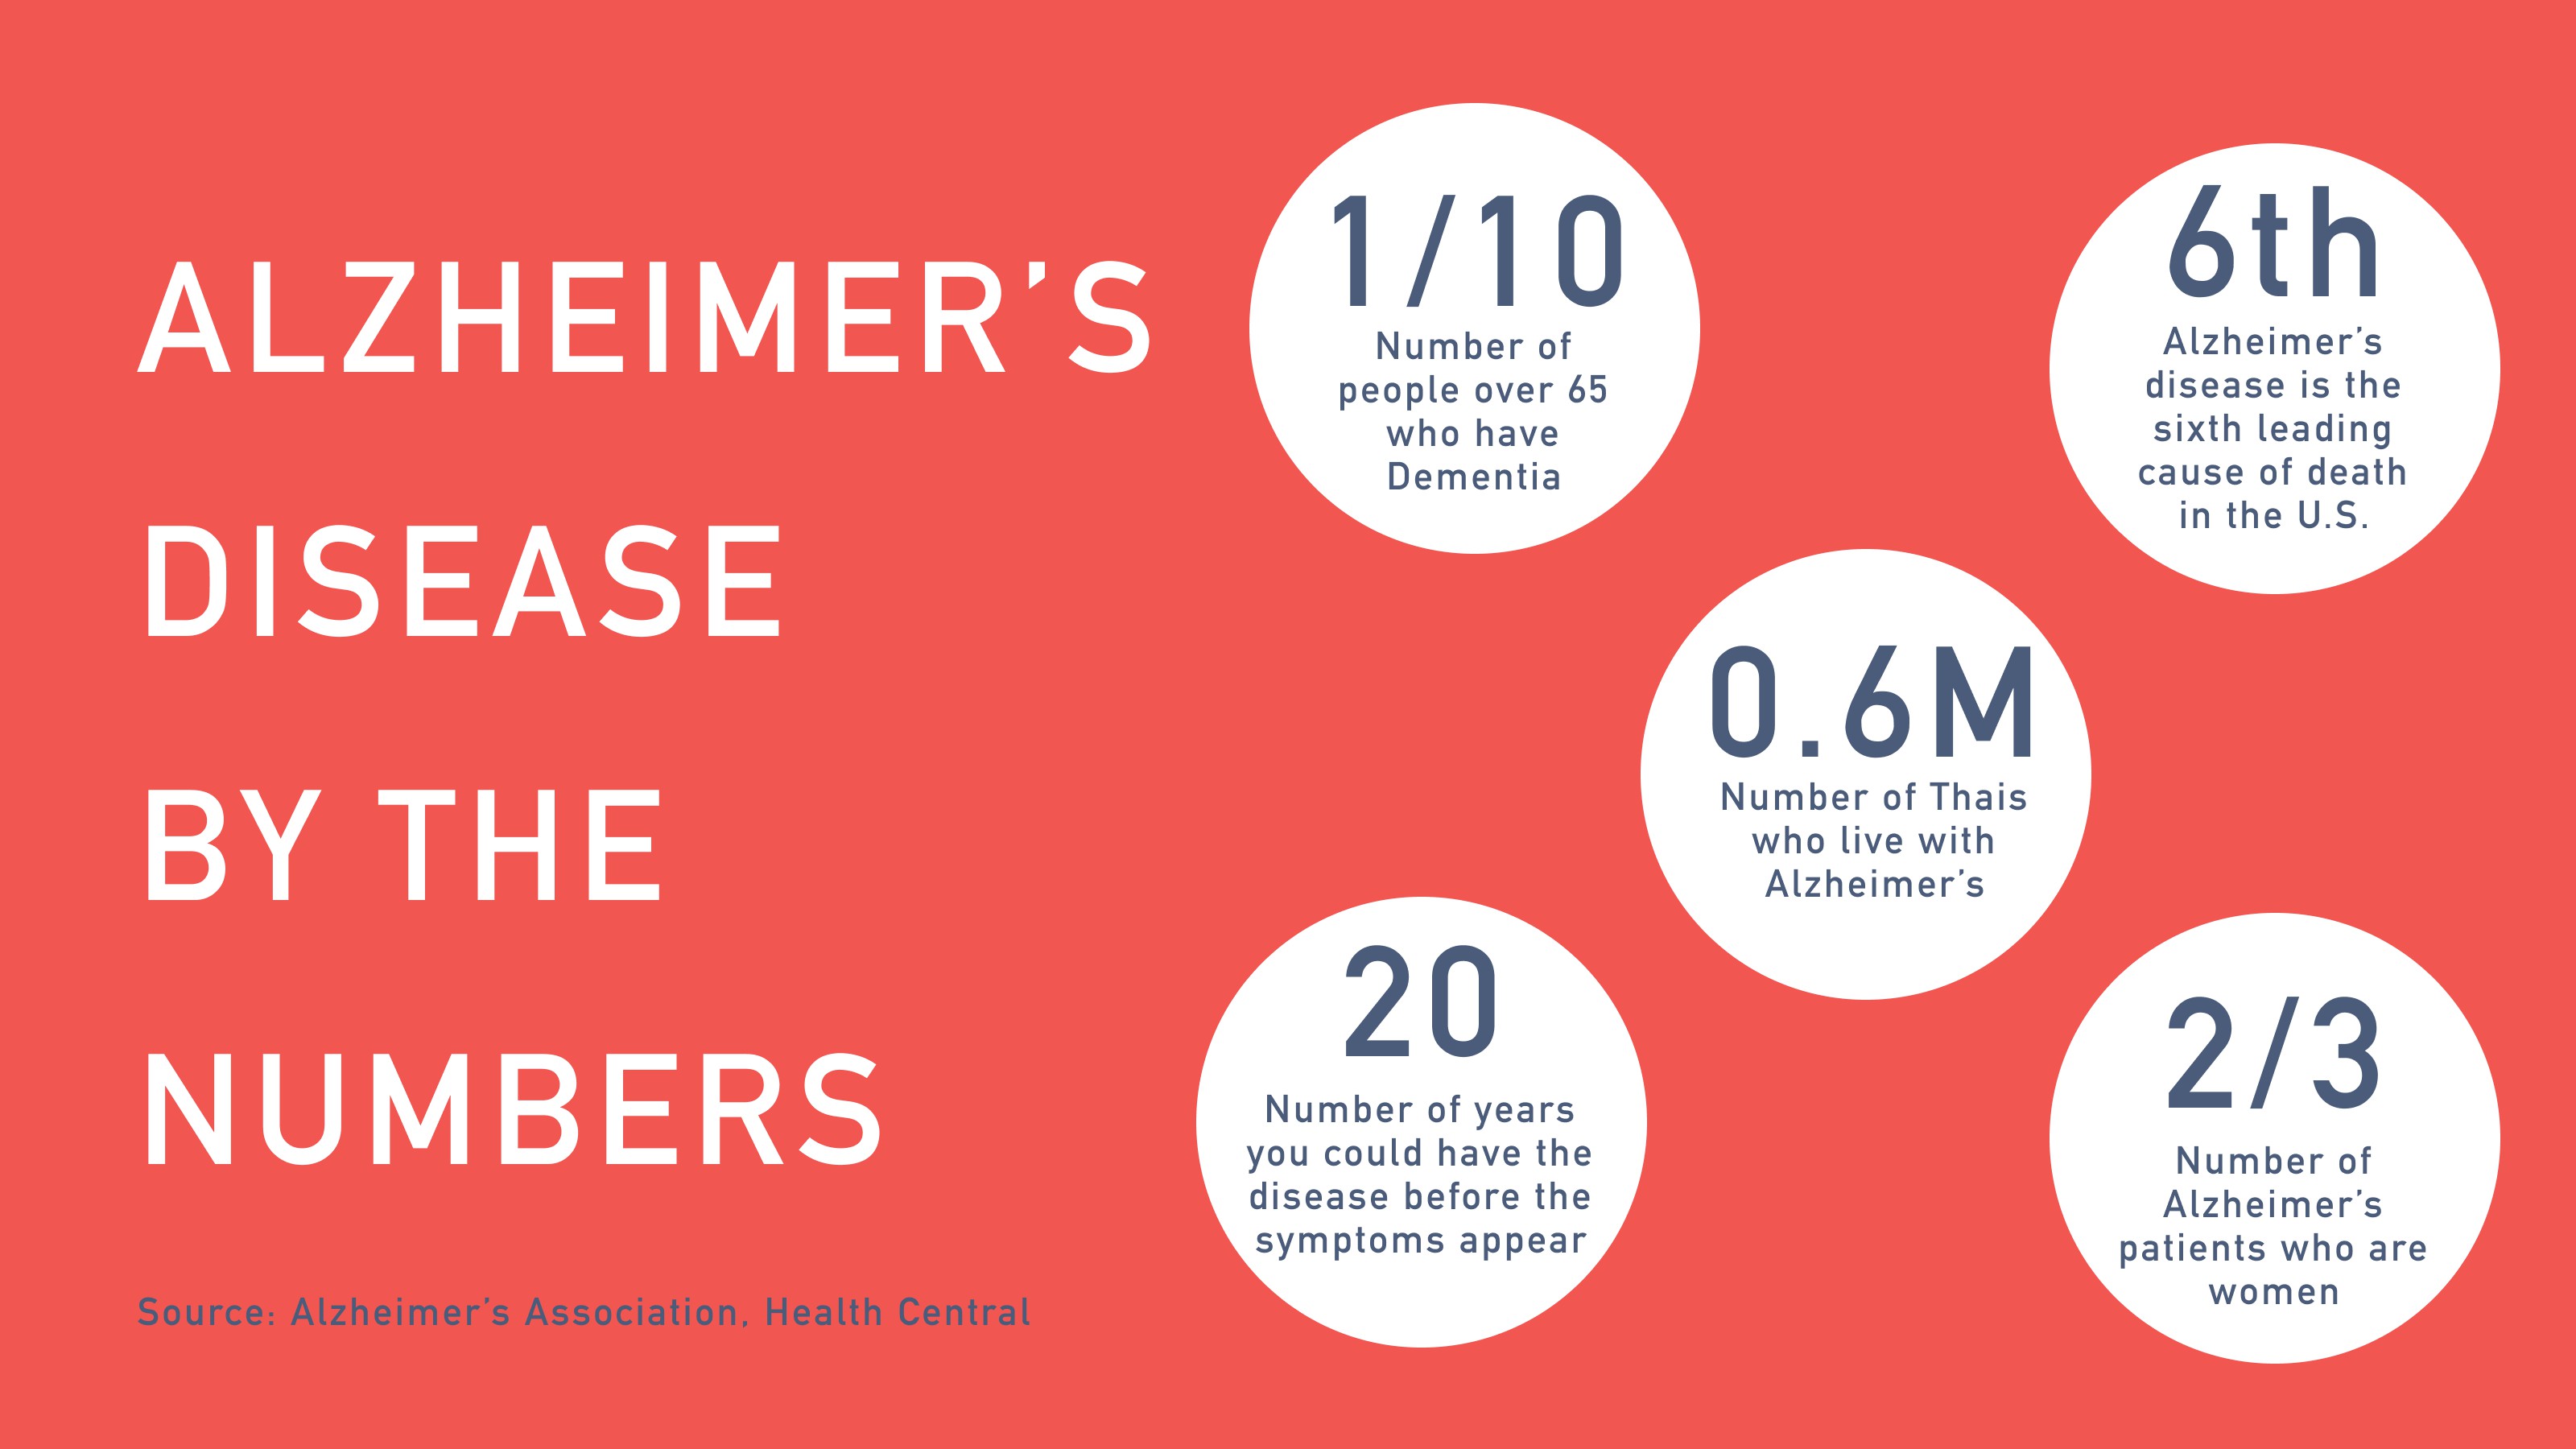 ALZHEIMER’S
DISEASE
BY THE
NUMBERS
Source: Alzheimer’s Association, Health Central
1/10
Number of
people over 65
who have
Dementia
6th
Alzheimer’s
disease is the
sixth leading
cause of death
in the U.S.
0.6M
Number of Thais
who live with
Alzheimer’s
20
Number of years
you could have the
disease before the
symptoms appear
2/3
Number of
Alzheimer’s
patients who are
women